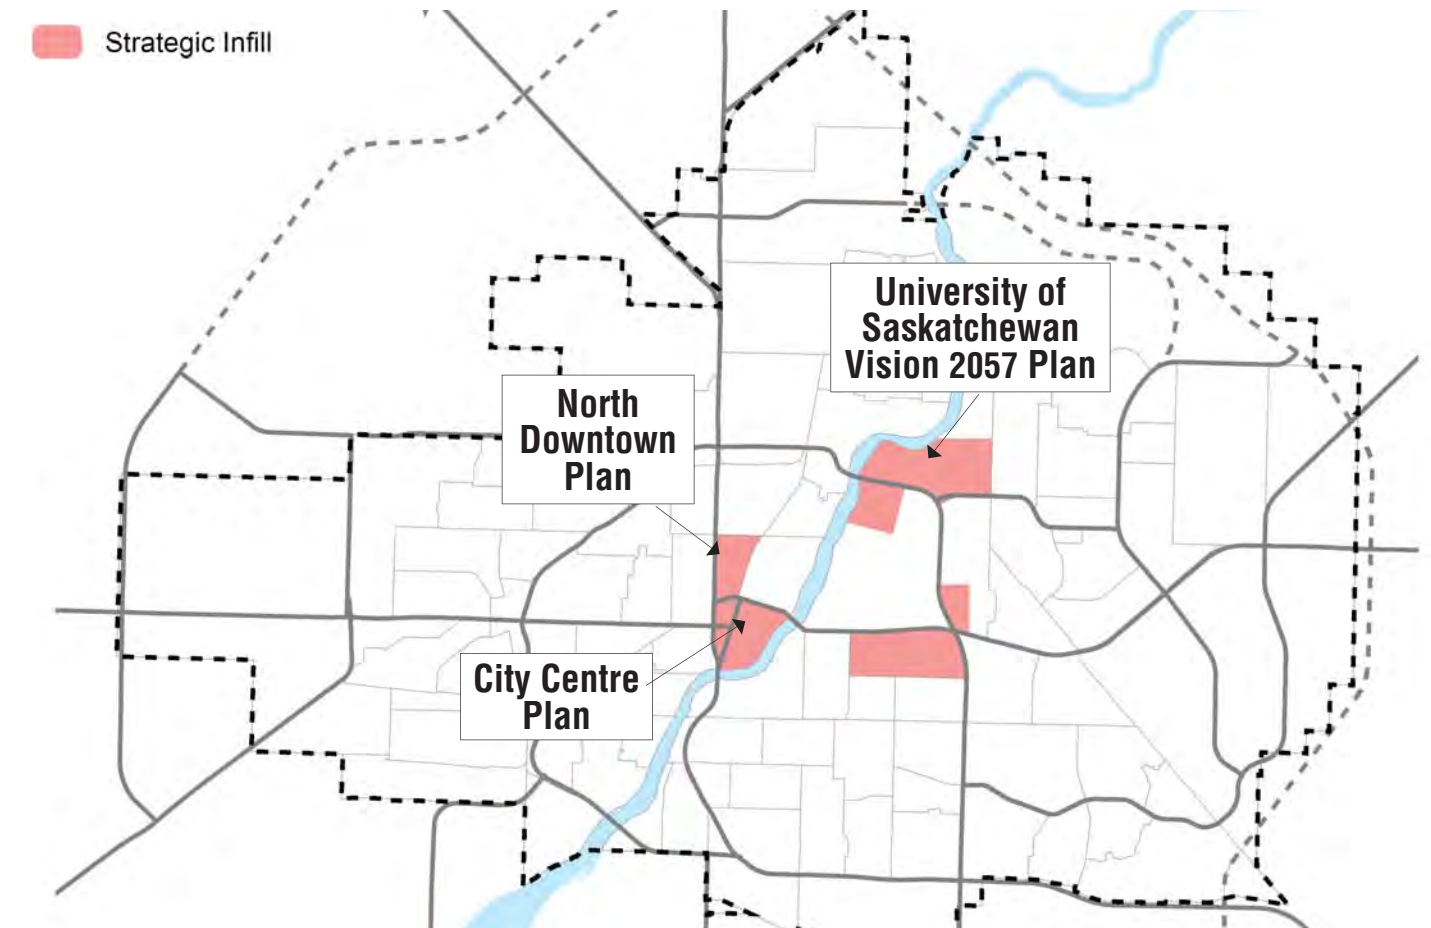 Strategic Infill
University of
Saskatchewan
Vision 2057 Plan
North
Downtown
Plan
City Centre
Plan